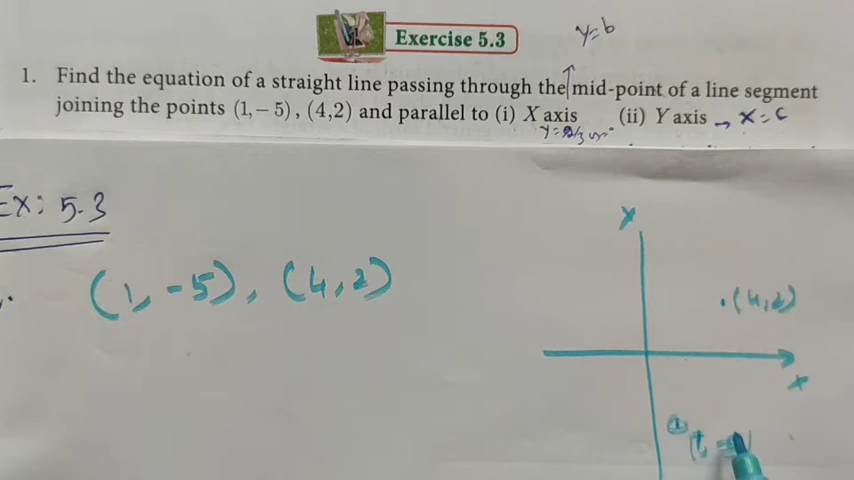 Exercise 5.3
y=b
1. Find the equation of a straight line passing through the mid-point of a line segment
joining the points (1,− 5) , (4,2) and parallel to (i) X axis (ii) Y axis → x=c
Ex: 5.3
(1, -5), (4,2)
Y
(4,2)
X